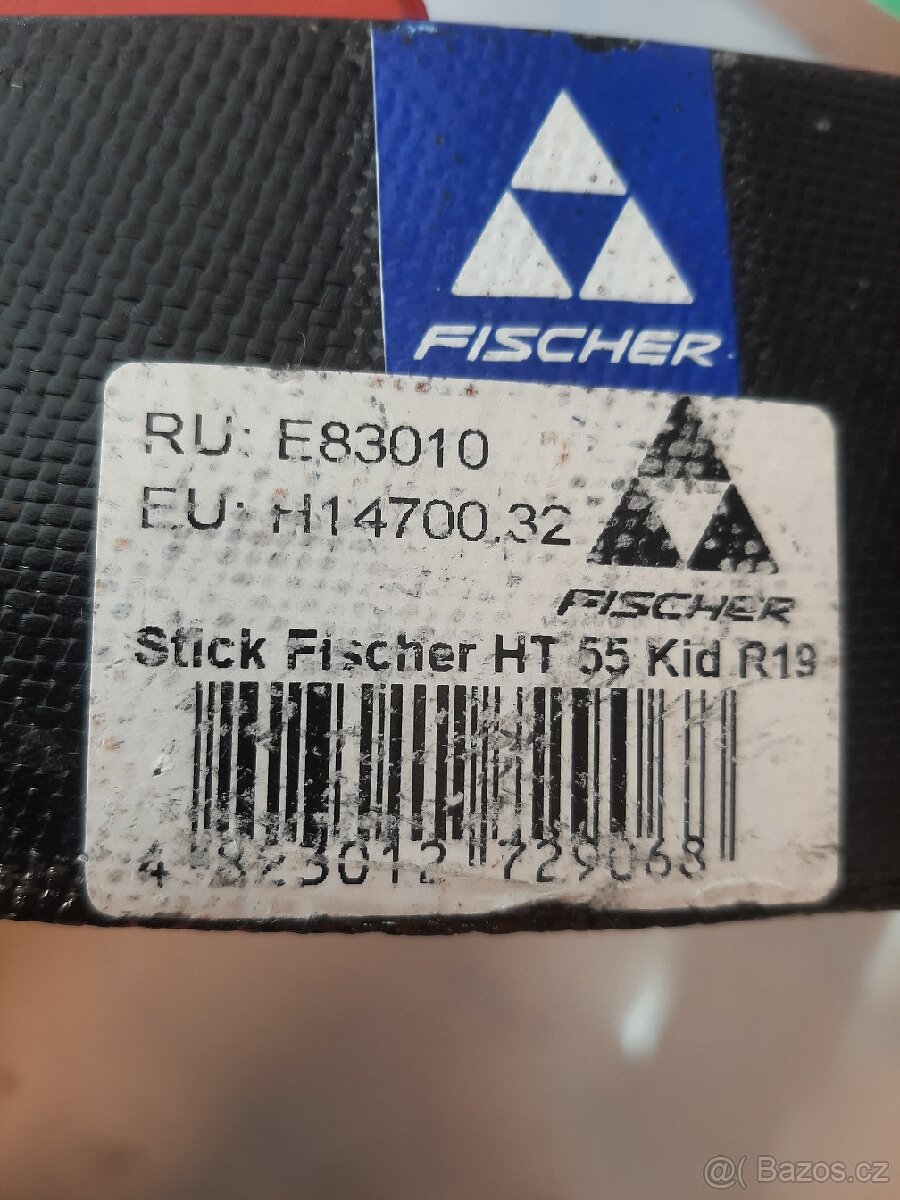 FISCHER
RU: E83010
EU: H14700.32
FISCHER
Stick Fischer HT 55 Kid R19
4 823012 729068
@( Bazos.cz